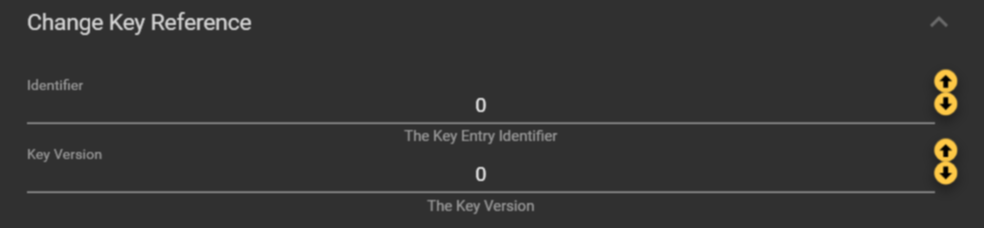 Change Key Reference
Identifier
0
The Key Entry Identifier
Key Version
0
The Key Version